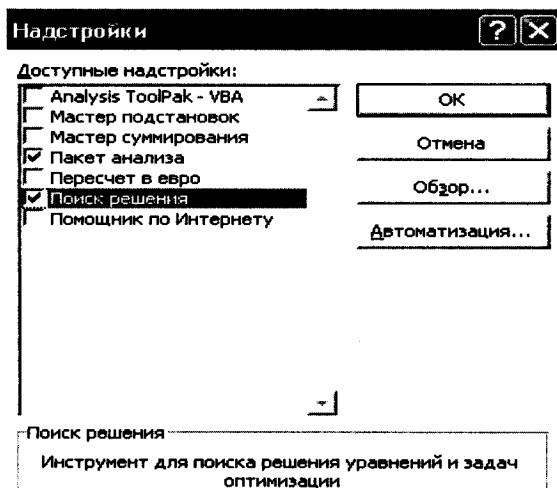 Надстройки
Доступные надстройки:
Analysis ToolPak - VBA
Мастер подстановок
Мастер суммирования
Пакет анализа
Пересчет в евро
Поиск решения
Помощник по Интернету
ОК
Отмена
Обзор...
Автоматизация...
Поиск решения
Инструмент для поиска решения уравнений и задач
оптимизации